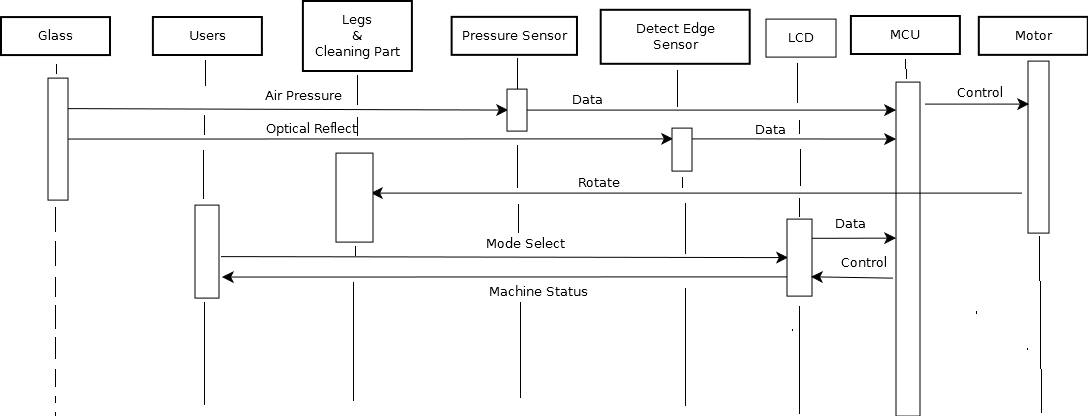 Glass
Users
Legs
&
Cleaning Part
Pressure Sensor
Detect Edge
Sensor
LCD
MCU
Motor
Air Pressure
Data
Control
Optical Reflect
Data
Rotate
Data
Mode Select
Control
Machine Status